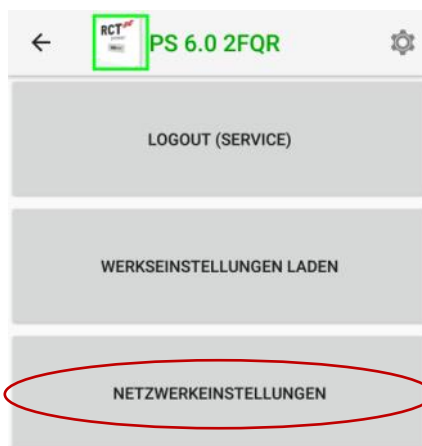 RCT
PS 6.0 2FQR
LOGOUT (SERVICE)
WERKSEINSTELLUNGEN LADEN
NETZWERKEINSTELLUNGEN